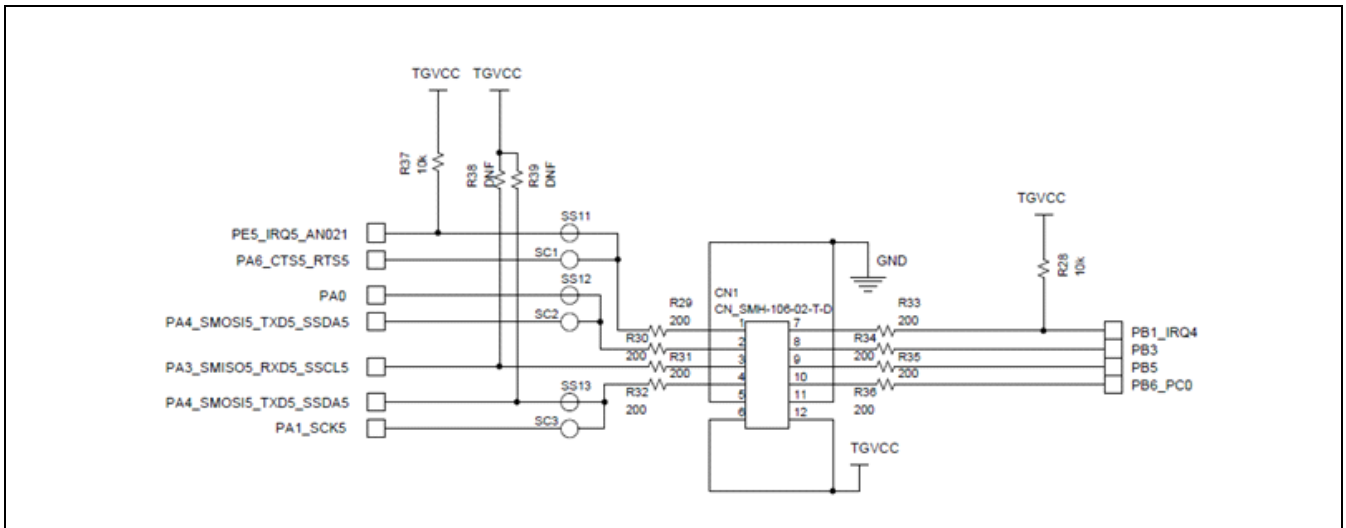 TGVCC TGVCC
R37
10k
R38
DNF
R39
DNF
TGVCC
R28
10k
SS11
PE5_IRQ5_AN021
SC1
PA6_CTS5_RTS5
GND
SS12
PA0
CN1
R29
R33
CN_SMH-106-02-T-D
SC2
PA4_SMOSI5_TXD5_SSDA5
200
200
1
7
PB1_IRQ4
R30
R34
2
8
PB3
200
R31
200
R35
PA3_SMISO5_RXD5_SSCL5
3
9
PB5
200
200
SS13
4
10
PB6_PC0
R32
R36
5
11
PA4_SMOSI5_TXD5_SSDA5
200
200
6
12
SC3
PA1_SCK5
TGVCC